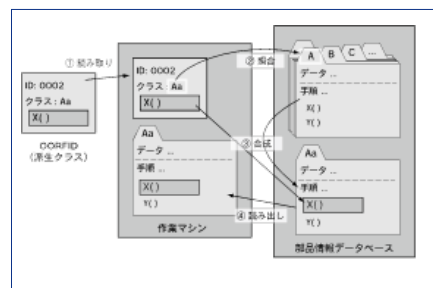 ① 読み取り
ID: 0002
クラス: Aa
X( )
CORFID
(派生クラス)
ID: 0002
クラス: Aa
X( )
Aa
データ ...
手順 ...
X()
Y()
作業マシン
② 照合
③ 合成
④ 読み出し
A
B
C
...
データ ...
手順 ...
X()
Y()
Aa
データ ...
手順 ...
X()
Y()
部品情報データベース